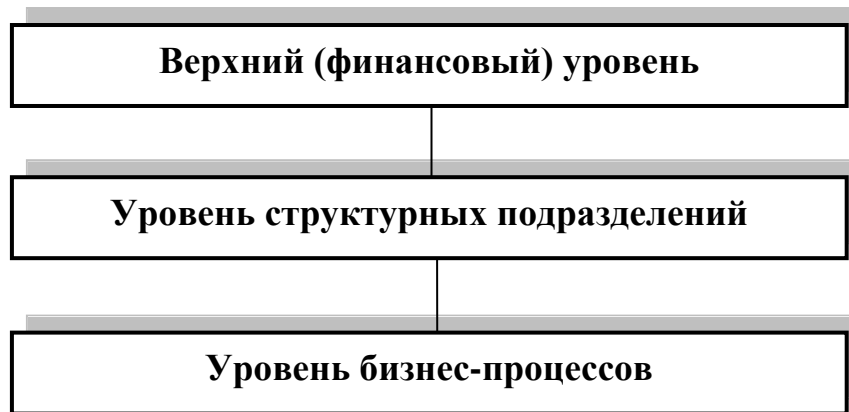 Верхний (финансовый) уровень
Уровень структурных подразделений
Уровень бизнес-процессов